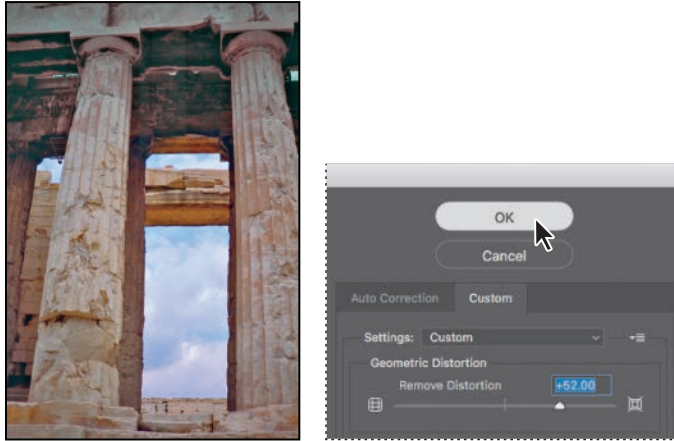 OK
Cancel
Auto Correction Custom
Settings: Custom
Geometric Distortion
Remove Distortion +52.00